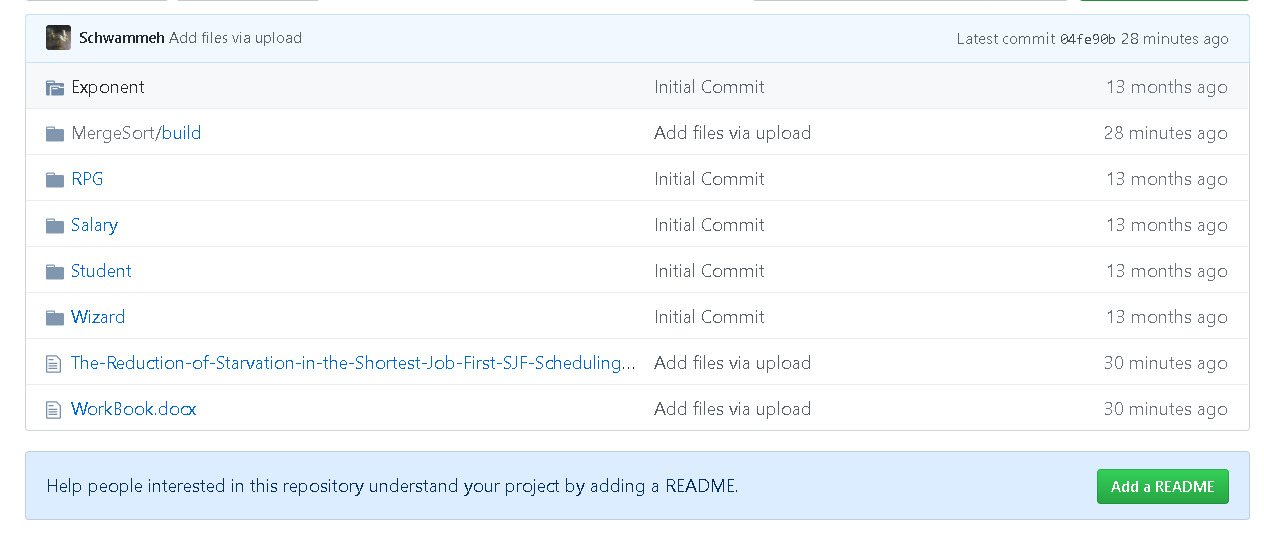 Schwammeh Add files via upload Latest commit 04fe90b 28 minutes ago
Exponent Initial Commit 13 months ago
MergeSort/build Add files via upload 28 minutes ago
RPG Initial Commit 13 months ago
Salary Initial Commit 13 months ago
Student Initial Commit 13 months ago
Wizard Initial Commit 13 months ago
The-Reduction-of-Starvation-in-the-Shortest-Job-First-SJF-Scheduling... Add files via upload 30 minutes ago
WorkBook.docx Add files via upload 30 minutes ago
Help people interested in this repository understand your project by adding a README. Add a README